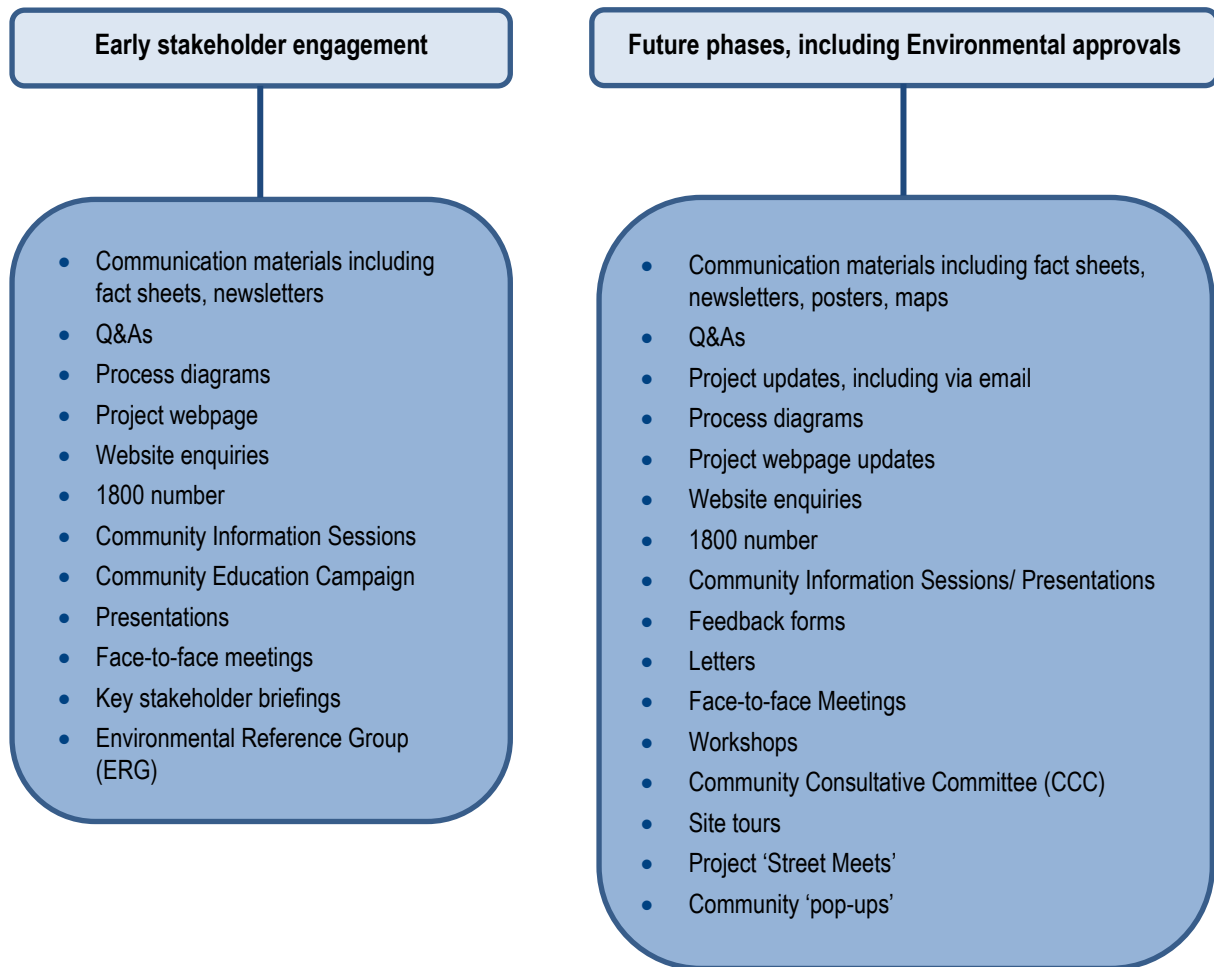 Early stakeholder engagement
• Communication materials including
fact sheets, newsletters
• Q&As
• Process diagrams
• Project webpage
• Website enquiries
• 1800 number
• Community Information Sessions
• Community Education Campaign
• Presentations
• Face-to-face meetings
• Key stakeholder briefings
• Environmental Reference Group
(ERG)
Future phases, including Environmental approvals
• Communication materials including fact sheets,
newsletters, posters, maps
• Q&As
• Project updates, including via email
• Process diagrams
• Project webpage updates
• Website enquiries
• 1800 number
• Community Information Sessions/ Presentations
• Feedback forms
• Letters
• Face-to-face Meetings
• Workshops
• Community Consultative Committee (CCC)
• Site tours
• Project ‘Street Meets’
• Community ‘pop-ups’